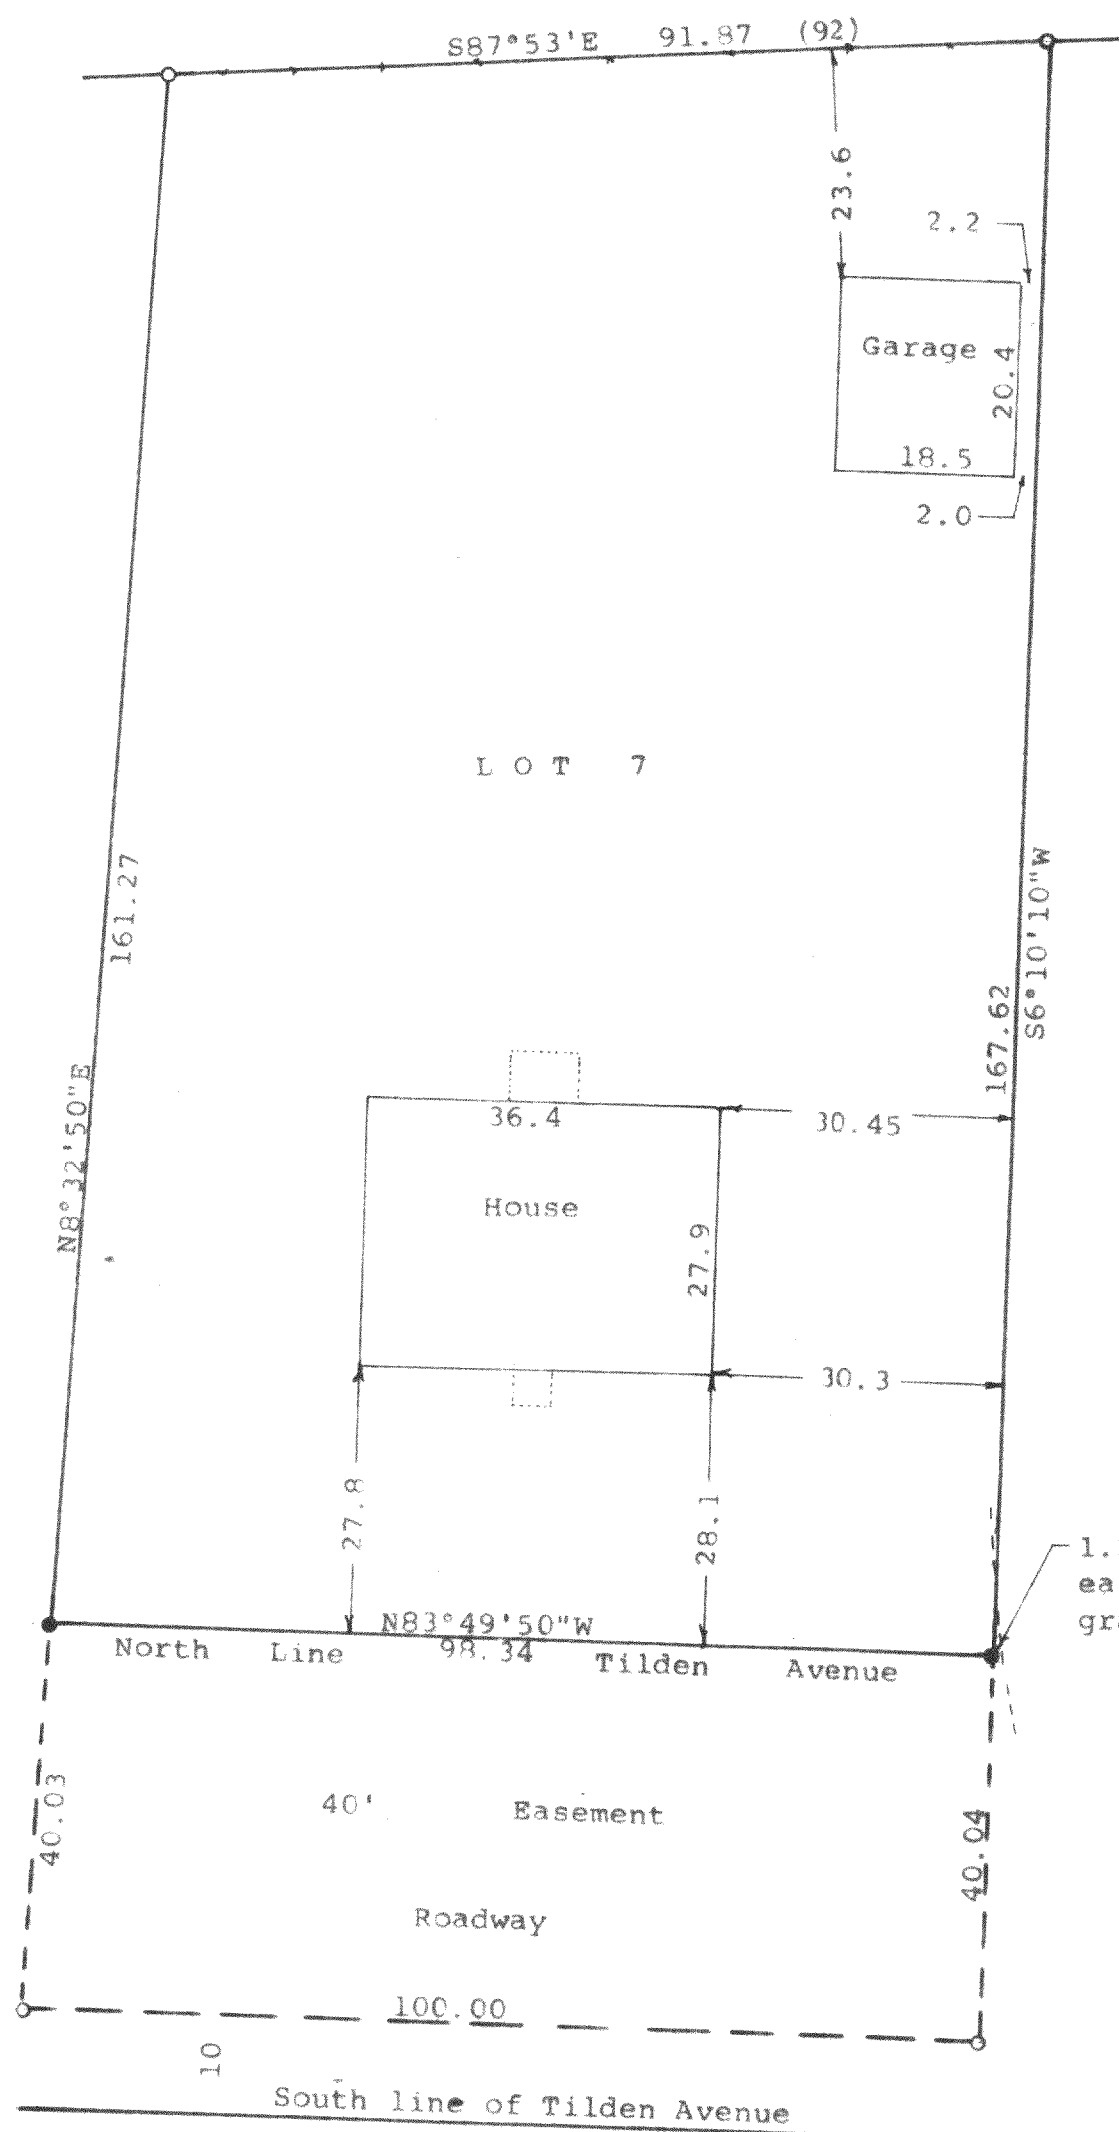 S87°53'E 91.87 (92)
23.6
2.2
Garage
20.4
18.5
2.0
LOT 7
161.27
N8°32'50"E
S6°10'10"W
167.62
36.4
30.45
House
27.9
30.3
27.8
28.1
1.
ea
gr
N83°49'50"W
98.34
North Line Tilden Avenue
40.03
40' Easement
40.04
Roadway
100.00
10
South line of Tilden Avenue